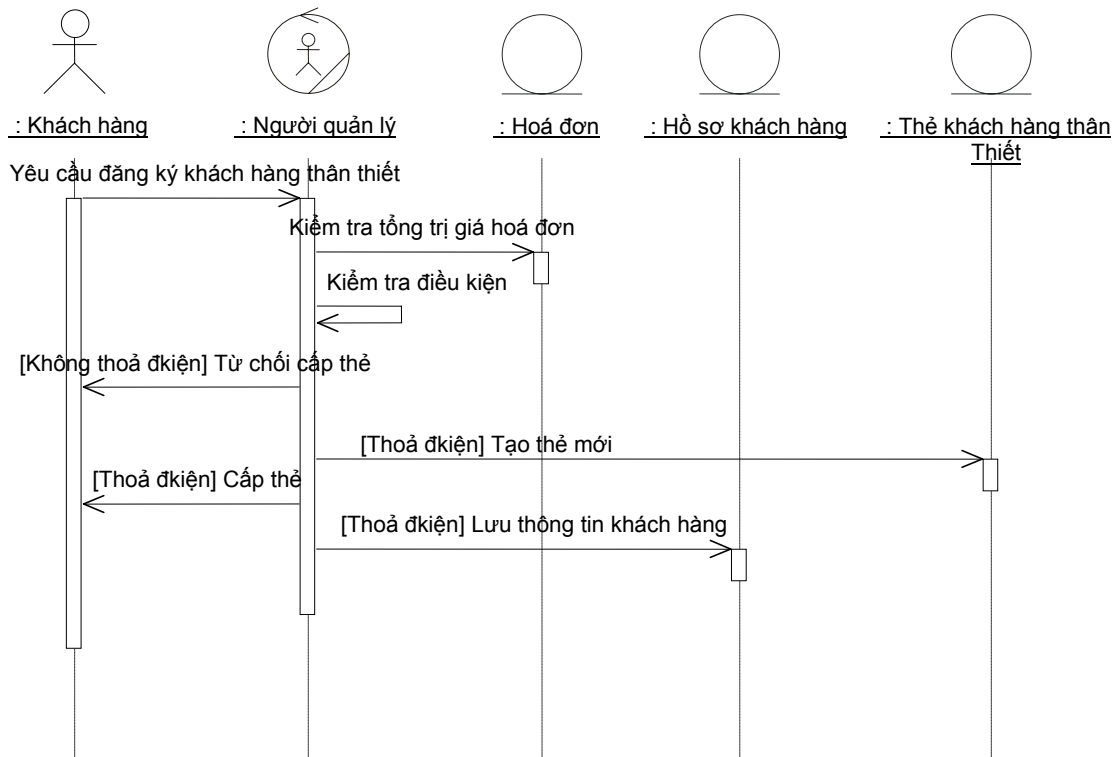 : Khách hàng
: Người quản lý
: Hoá đơn
: Hồ sơ khách hàng
: Thẻ khách hàng thân
Thiết
Yêu cầu đăng ký khách hàng thân thiết
Kiểm tra tổng trị giá hoá đơn
Kiểm tra điều kiện
[Không thoả đkiện] Từ chối cấp thẻ
[Thoả đkiện] Tạo thẻ mới
[Thoả đkiện] Cấp thẻ
[Thoả đkiện] Lưu thông tin khách hàng